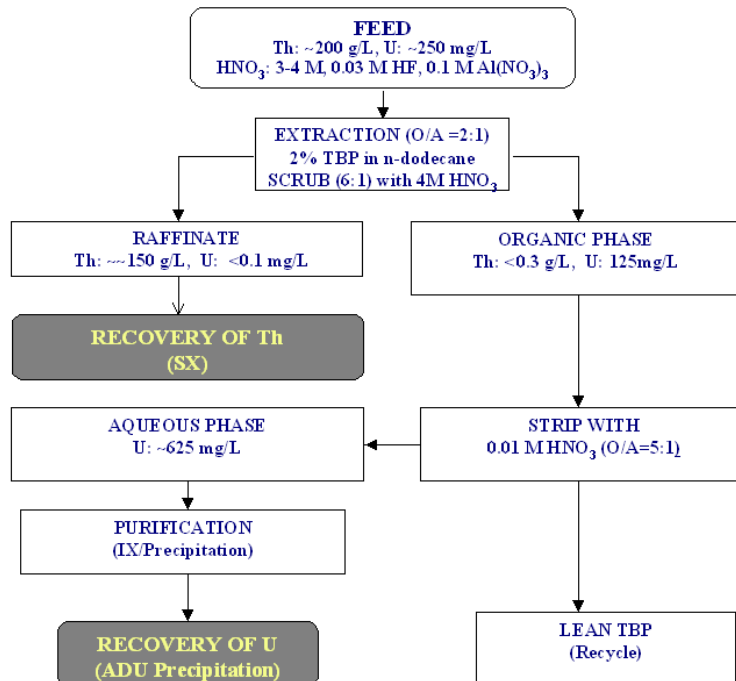 FEED
Th: ~200 g/L, U: ~250 mg/L
HNO₃: 3-4 M, 0.03 M HF, 0.1 M Al(NO₃)₃
EXTRACTION (O/A =2:1)
2% TBP in n-dodecane
SCRUB (6:1) with 4M HNO₃
RAFFINATE
Th: ~~150 g/L, U: <0.1 mg/L
ORGANIC PHASE
Th: <0.3 g/L, U: 125mg/L
RECOVERY OF Th
(SX)
AQUEOUS PHASE
U: ~625 mg/L
STRIP WITH
0.01 M HNO₃ (O/A=5:1)
PURIFICATION
(IX/Precipitation)
RECOVERY OF U
(ADU Precipitation)
LEAN TBP
(Recycle)